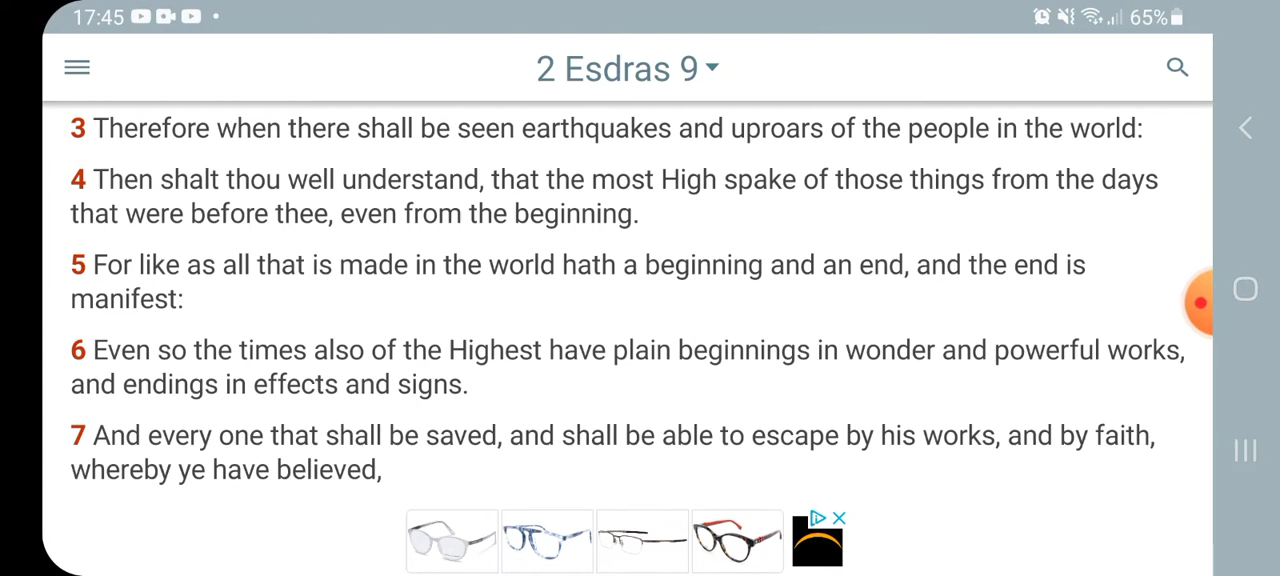 17:45
65%
2 Esdras 9
3 Therefore when there shall be seen earthquakes and uproars of the people in the world:
4 Then shalt thou well understand, that the most High spake of those things from the days
that were before thee, even from the beginning.
5 For like as all that is made in the world hath a beginning and an end, and the end is
manifest:
6 Even so the times also of the Highest have plain beginnings in wonder and powerful works,
and endings in effects and signs.
7 And every one that shall be saved, and shall be able to escape by his works, and by faith,
whereby ye have believed,